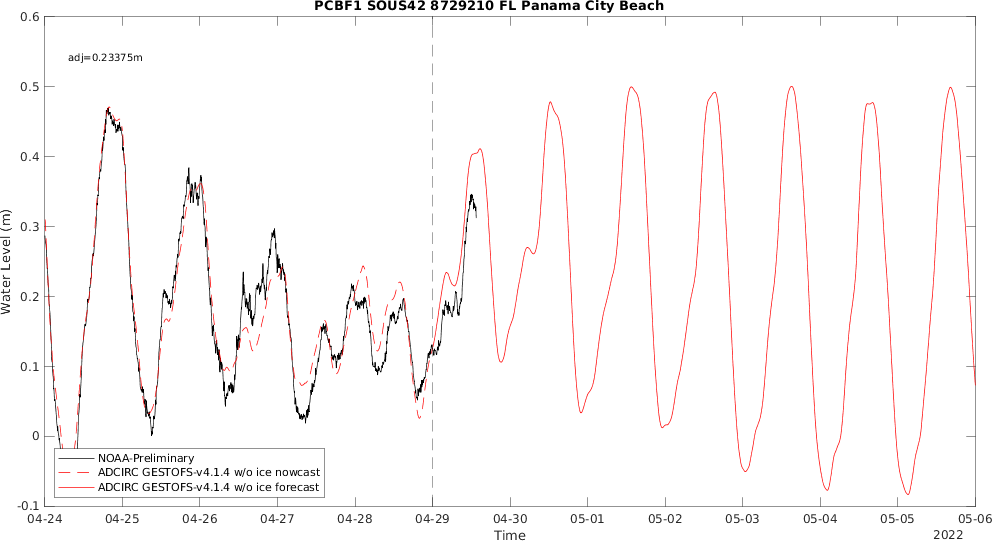 PCBF1 SOUS42 8729210 FL Panama City Beach
0.6
adj=0.23375m
0.5
0.4
0.3
0.2
0.1
0
-0.1
Water Level (m)
NOAA-Preliminary
ADCIRC GESTOFS-v4.1.4 w/o ice nowcast
ADCIRC GESTOFS-v4.1.4 w/o ice forecast
04-24 04-25 04-26 04-27 04-28 04-29 04-30 05-01 05-02 05-03 05-04 05-05 05-06
Time
2022